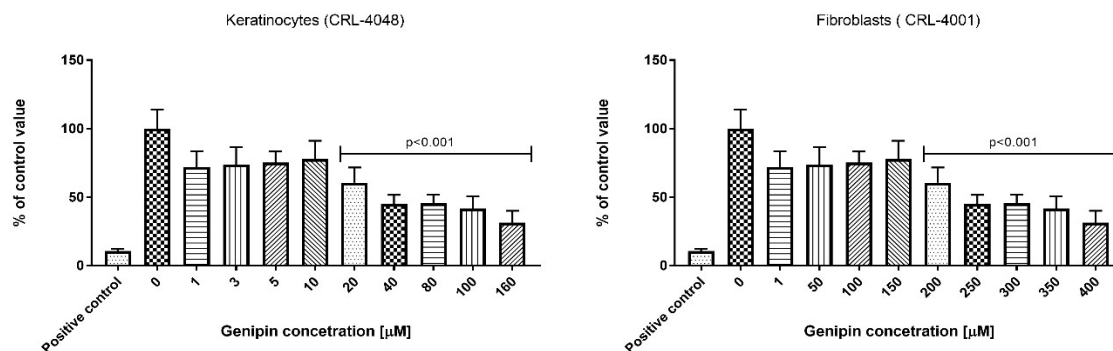 Keratinocytes (CRL-4048)
% of control value
150
100
50
0
p<0.001
Positive control
0
1
3
5
10
20
40
80
100
160
Genipin concetration [µM]
Fibroblasts ( CRL-4001)
% of control value
150
100
50
0
p<0.001
Positive control
0
1
50
100
150
200
250
300
350
400
Genipin concetration [µM]